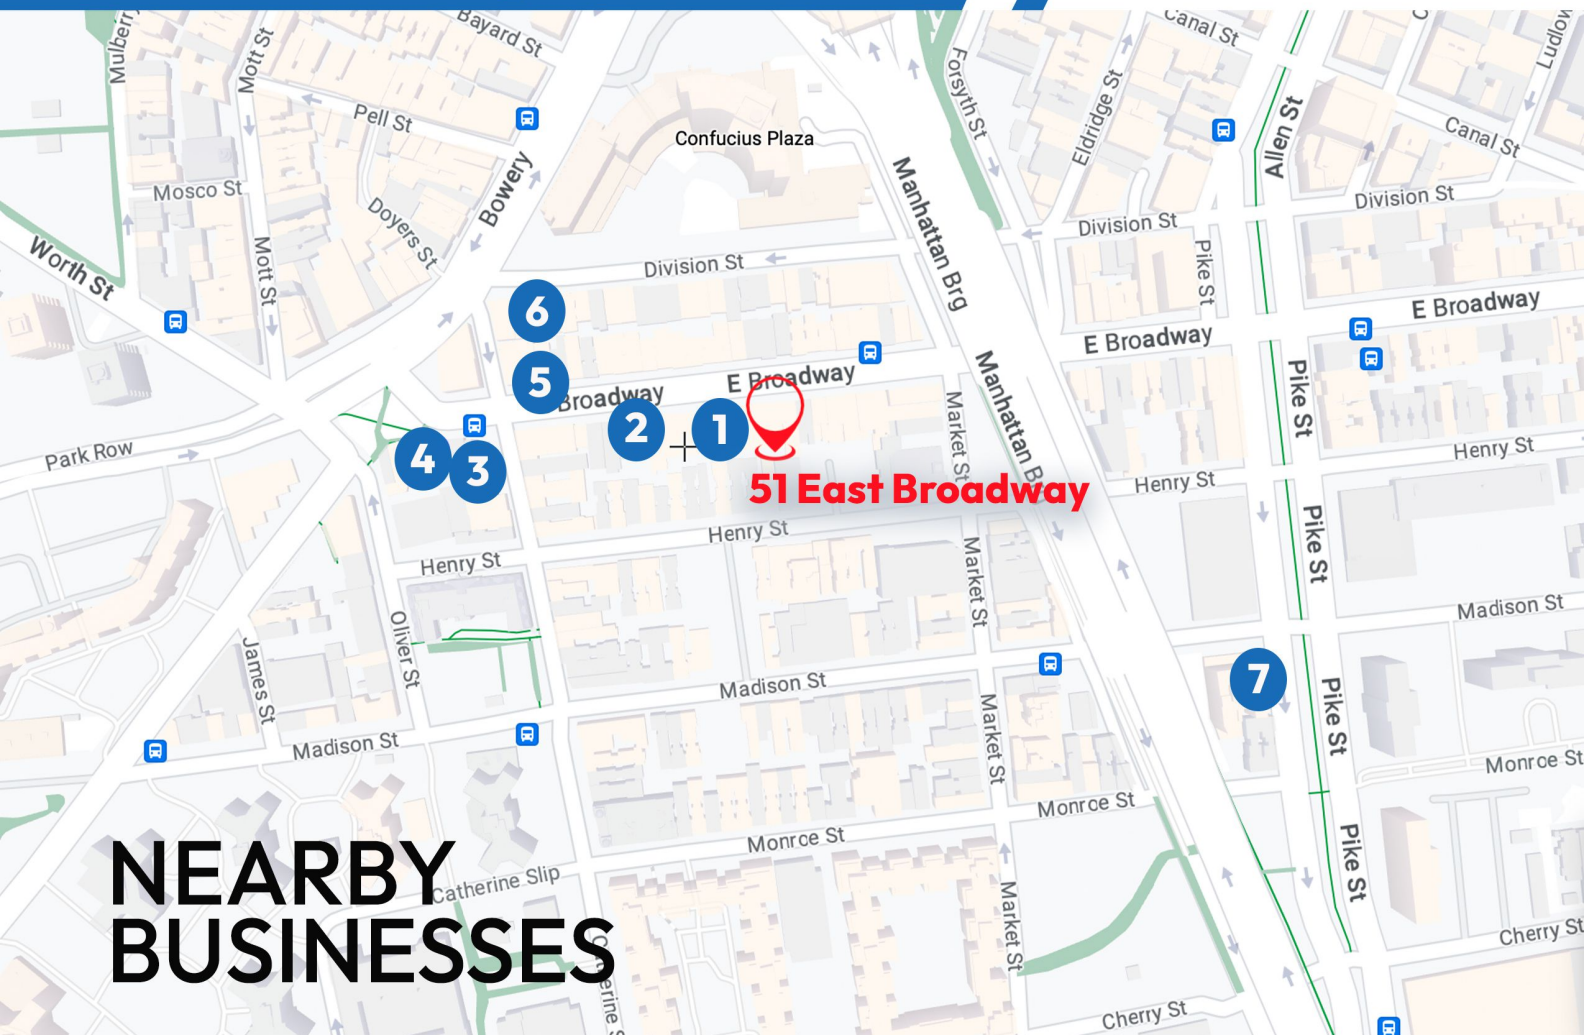 Mulberry
Mott St
Bayard St
Canal St
Ludlow
Forsyth St
Eldridge St
Allen St
Pell St
Confucius Plaza
Canal St
Mosco St
Bowery
Doyers St
Manhattan Brg
Division St
Division St
Worth St
Mott St
Division St
Pike St
E Broadway
6
E Broadway
5
Broadway
E Broadway
Manhattan B
Pike St
Market St
2
1
Park Row
4
3
Henry St
51 East Broadway
Henry St
Henry St
Henry St
Pike St
Market St
Madison St
Oliver St
James St
Madison St
7
Pike St
Market St
Madison St
Monroe St
Monroe St
Monroe St
NEARBY
BUSINESSES
Catherine Slip
Pike St
Market St
Cherry St
Cherry St